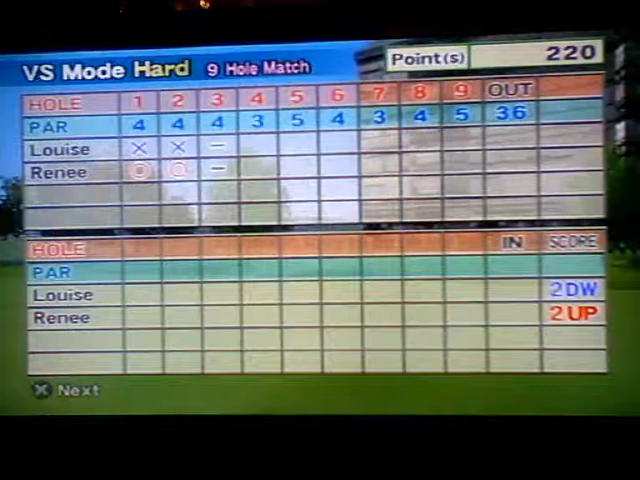 VS Mode Hard 9 Hole Match Point(s) 220
HOLE 1 2 3 4 5 6 7 8 9 OUT
PAR 4 4 4 3 5 4 3 4 5 36
Louise × × –
Renee ◎ ◎ –
HOLE IN SCORE
PAR
Louise 2DW
Renee 2UP
Next